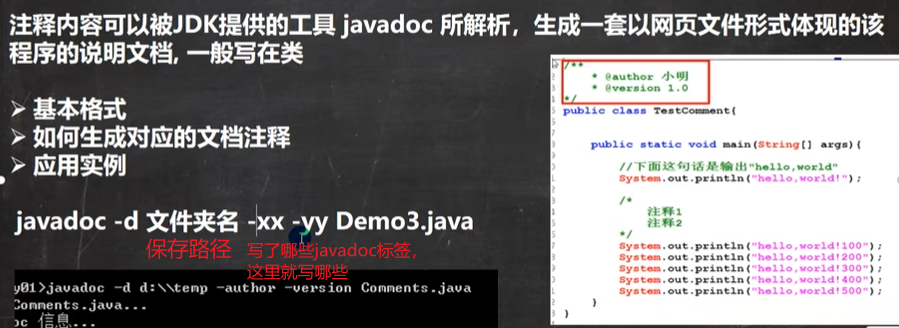 注释内容可以被JDK提供的工具 javadoc 所解析，生成一套以网页文件形式体现的该
程序的说明文档, 一般写在类
➢ 基本格式
➢ 如何生成对应的文档注释
➢ 应用实例
javadoc -d 文件夹名 -xx -yy Demo3.java
保存路径
写了哪些javadoc标签，
这里就写哪些
y01>javadoc -d d:\\temp -author -version Comments.java
Comments.java...
oc 信息...
/**
* @author 小明
* @version 1.0
*/
public class TestComment{
public static void main(String[] args){
//下面这句话是输出"hello,world"
System.out.println("hello,world!");
/*
注释1
注释2
*/
System.out.println("hello,world!100");
System.out.println("hello,world!200");
System.out.println("hello,world!300");
System.out.println("hello,world!400");
System.out.println("hello,world!500");
}
}